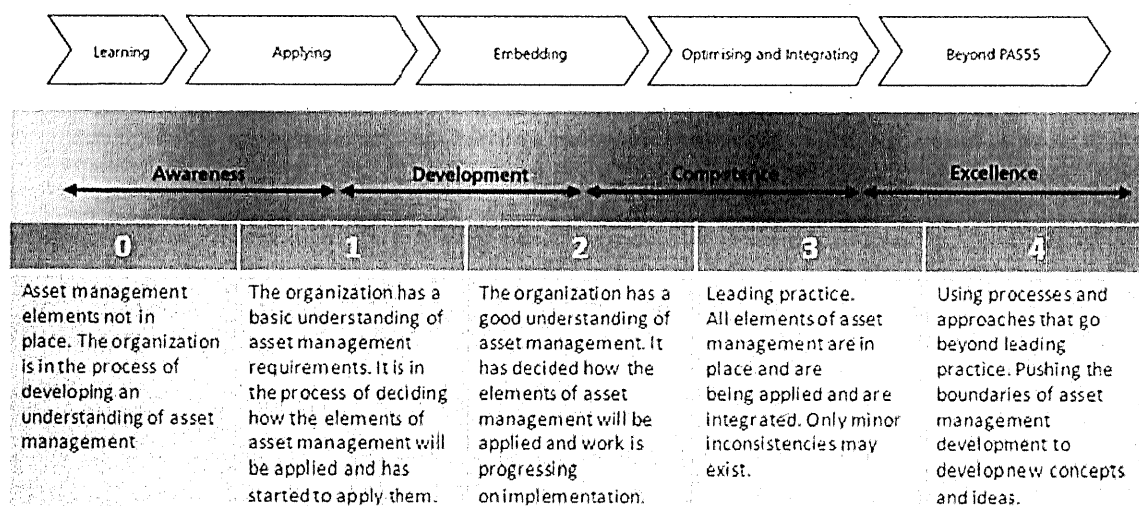 Learning
Applying
Embedding
Optimising and Integrating
Beyond PAS55
Awareness
Development
Competence
Excellence
0
1
2
3
4
Asset management
elements not in
place. The organization
is in the process of
developing an
understanding of asset
management
The organization has a
basic understanding of
asset management
requirements. It is in
the process of deciding
how the elements of
asset management will
be applied and has
started to apply them.
The organization has a
good understanding of
asset management. It
has decided how the
elements of asset
management will be
applied and work is
progressing
on implementation.
Leading practice.
All elements of asset
management are in
place and are
being applied and are
integrated. Only minor
inconsistencies may
exist.
Using processes and
approaches that go
beyond leading
practice. Pushing the
boundaries of asset
management
development to
develop new concepts
and ideas.